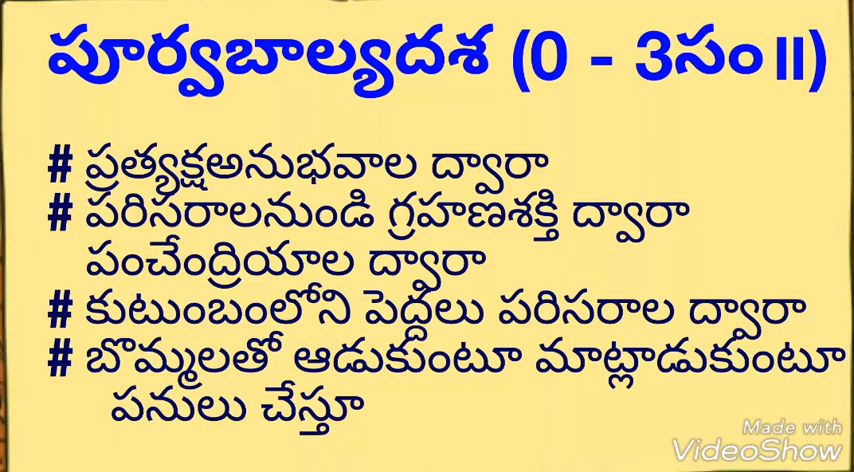 పూర్వబాల్యదశ (0 - 3సం॥)
# ప్రత్యక్షఅనుభవాల ద్వారా
# పరిసరాలనుండి గ్రహణశక్తి ద్వారా
పంచేంద్రియాల ద్వారా
# కుటుంబంలోని పెద్దలు పరిసరాల ద్వారా
# బొమ్మలతో ఆడుకుంటూ మాట్లాడుకుంటూ
పనులు చేస్తూ
Made with
VideoShow